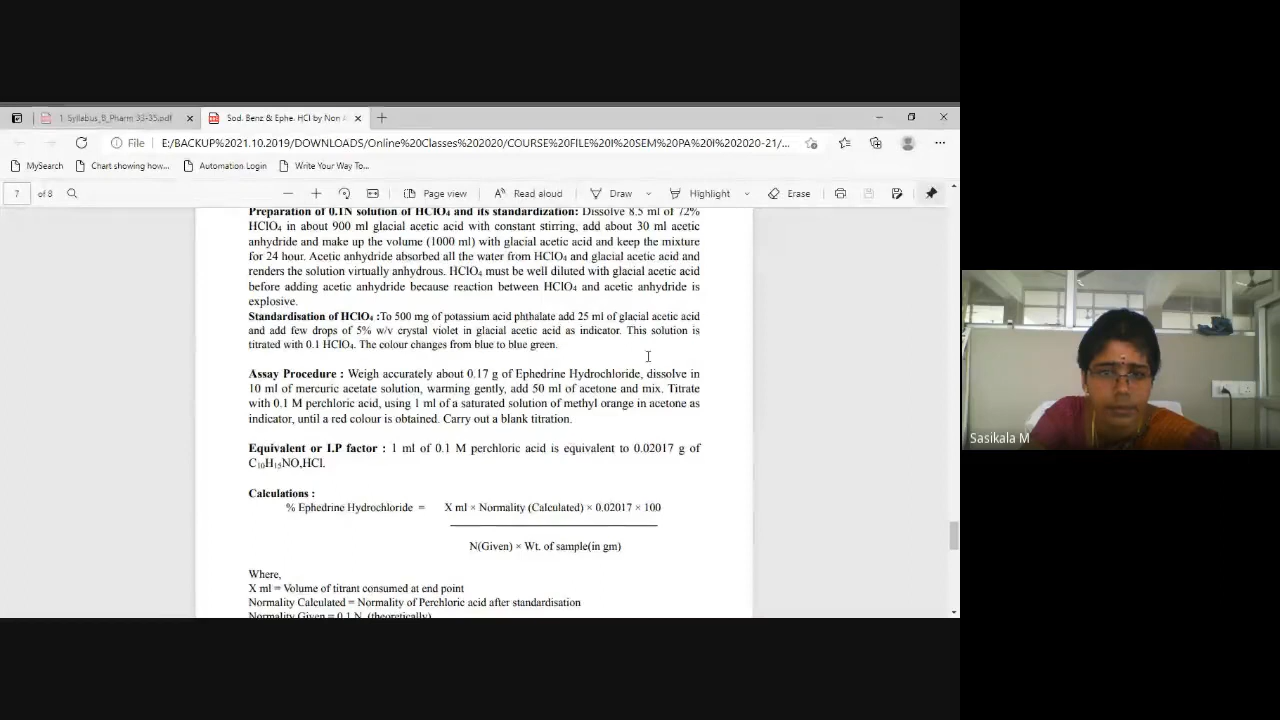 1. Syllabus_B_Pharm 33-35.pdf
Sod. Benz & Ephe. HCl by Non A
File
E:/BACKUP%2021.10.2019/DOWNLOADS/Online%20Classes%202020/COURSE%20FILE%20I%20SEM%20PA%20I%202020-21/...
MySearch
Chart showing how...
Automation Login
Write Your Way To...
7
of 8
Page view
Read aloud
Draw
Highlight
Erase
Preparation of 0.1N solution of HClO₄ and its standardization: Dissolve 8.5 ml of 72%
HClO₄ in about 900 ml glacial acetic acid with constant stirring, add about 30 ml acetic
anhydride and make up the volume (1000 ml) with glacial acetic acid and keep the mixture
for 24 hour. Acetic anhydride absorbed all the water from HClO₄ and glacial acetic acid and
renders the solution virtually anhydrous. HClO₄ must be well diluted with glacial acetic acid
before adding acetic anhydride because reaction between HClO₄ and acetic anhydride is
explosive.
Standardisation of HClO₄ :To 500 mg of potassium acid phthalate add 25 ml of glacial acetic acid
and add few drops of 5% w/v crystal violet in glacial acetic acid as indicator. This solution is
titrated with 0.1 HClO₄. The colour changes from blue to blue green.
Assay Procedure : Weigh accurately about 0.17 g of Ephedrine Hydrochloride, dissolve in
10 ml of mercuric acetate solution, warming gently, add 50 ml of acetone and mix. Titrate
with 0.1 M perchloric acid, using 1 ml of a saturated solution of methyl orange in acetone as
indicator, until a red colour is obtained. Carry out a blank titration.
Equivalent or I.P factor : 1 ml of 0.1 M perchloric acid is equivalent to 0.02017 g of
C₁₀H₁₅NO,HCl.
Calculations :
% Ephedrine Hydrochloride = X ml × Normality (Calculated) × 0.02017 × 100
N(Given) × Wt. of sample(in gm)
Where,
X ml = Volume of titrant consumed at end point
Normality Calculated = Normality of Perchloric acid after standardisation
Normality Given = 0.1 N (theoretically)
Sasikala M